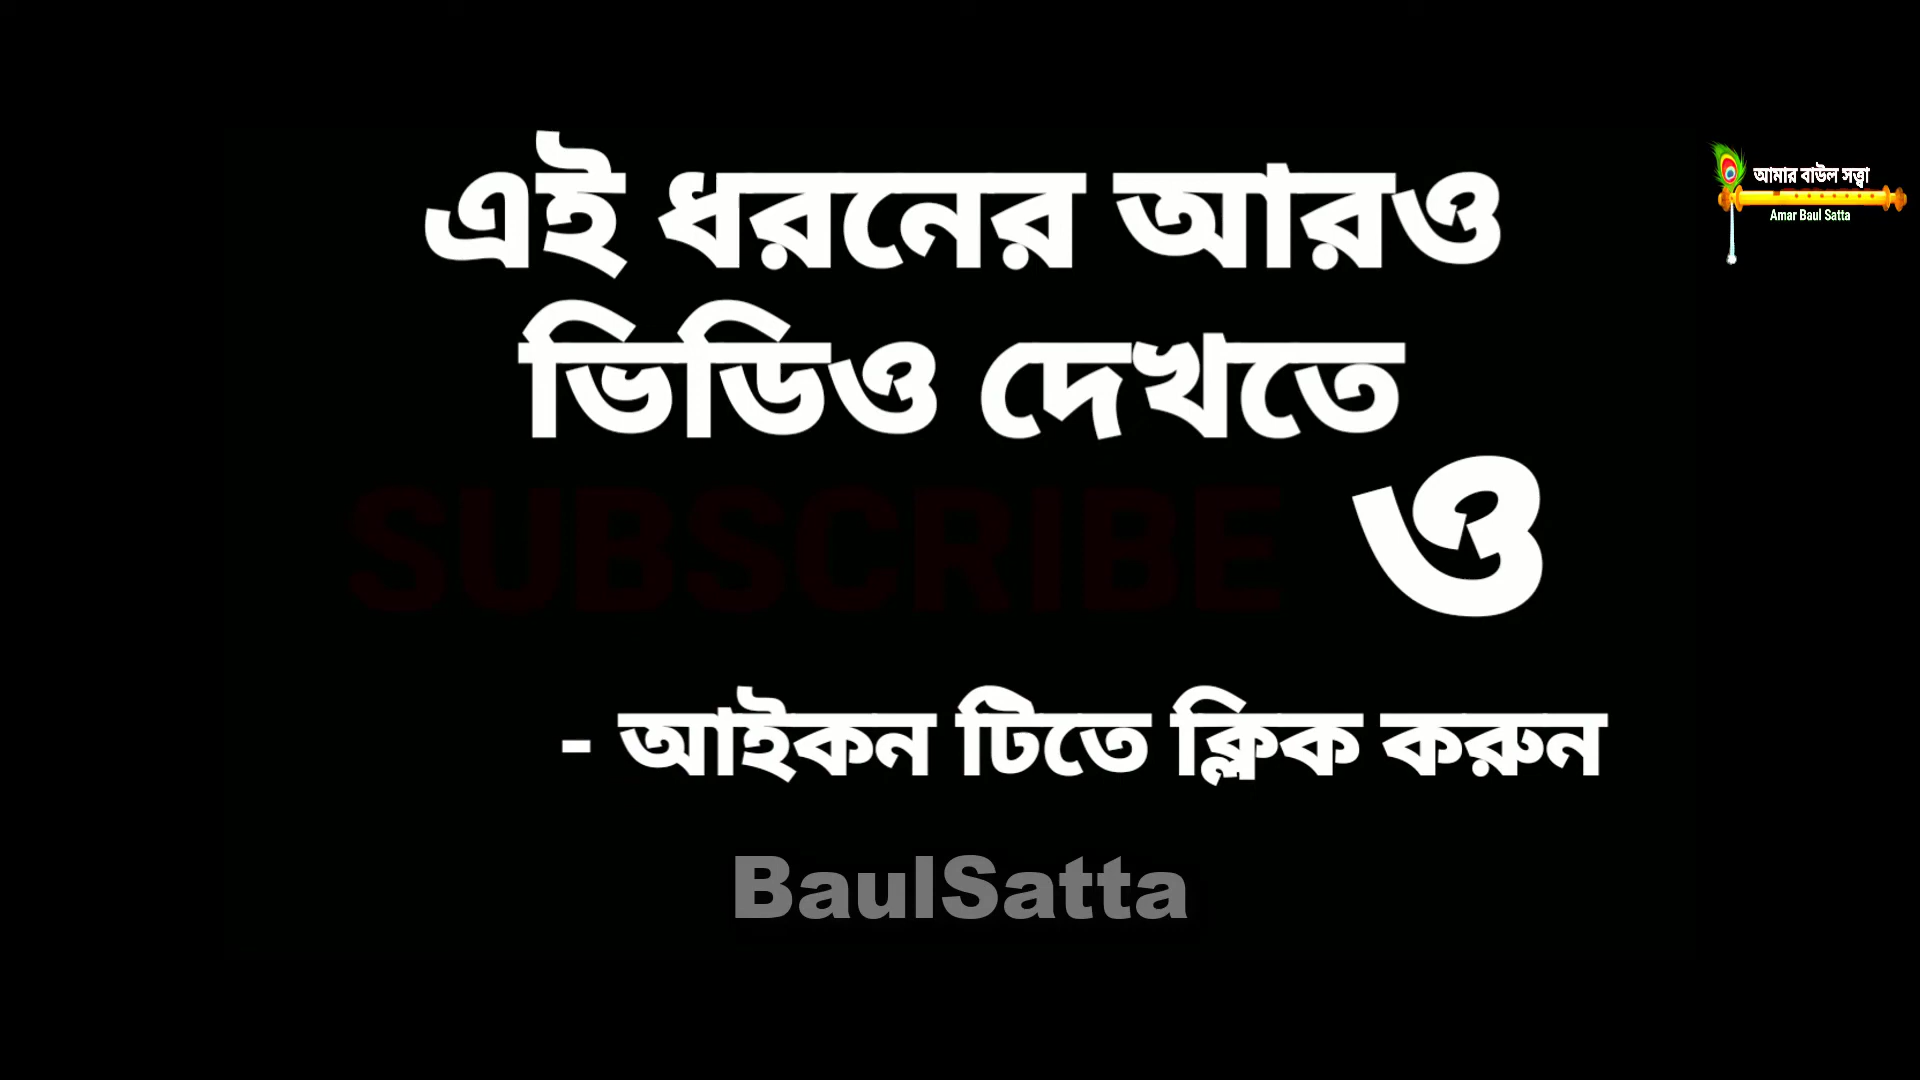 এই ধরনের আরও
ভিডিও দেখতে
SUBSCRIBE ও
- আইকন টিতে ক্লিক করুন
BaulSatta
আমার বাউল সত্ত্বা
Amar Baul Satta